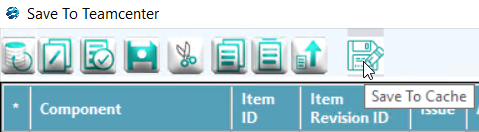 Save To Teamcenter
Save To Cache
* Component Item ID Item Revision ID Issue